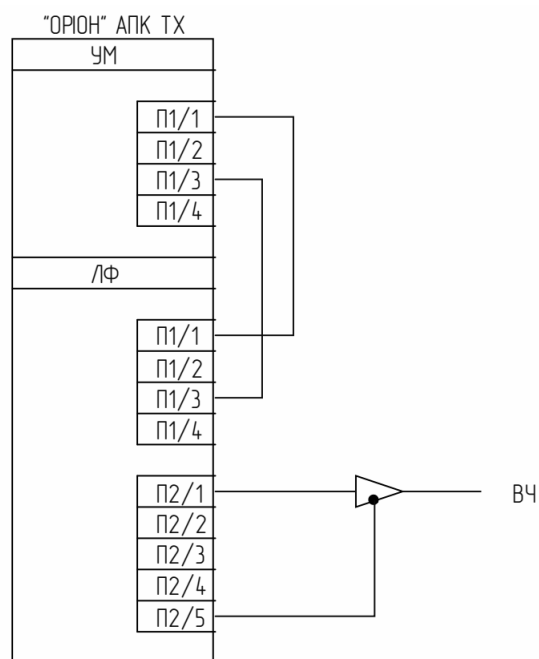 "ОРІОН" АПК ТХ
УМ
П1/1
П1/2
П1/3
П1/4
ЛФ
П1/1
П1/2
П1/3
П1/4
П2/1
ВЧ
П2/2
П2/3
П2/4
П2/5